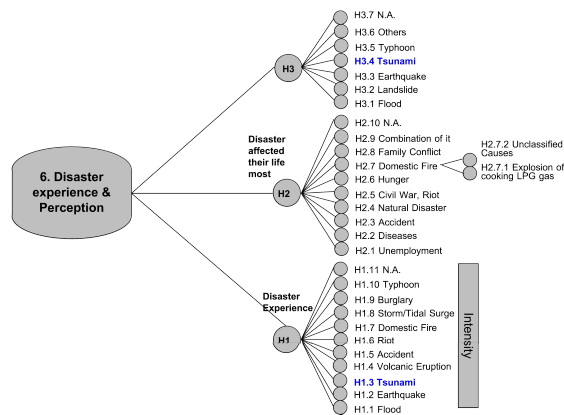 H3.7 N.A.
H3.6 Others
H3.5 Typhoon
H3.4 Tsunami
H3
H3.3 Earthquake
H3.2 Landslide
H3.1 Flood
6. Disaster
experience &
Perception
Disaster
affected
their life
most
H2
H2.10 N.A.
H2.9 Combination of it
H2.8 Family Conflict
H2.7 Domestic Fire
H2.7.2 Unclassified
Causes
H2.7.1 Explosion of
cooking LPG gas
H2.6 Hunger
H2.5 Civil War, Riot
H2.4 Natural Disaster
H2.3 Accident
H2.2 Diseases
H2.1 Unemployment
Disaster
Experience
H1
H1.11 N.A.
H1.10 Typhoon
H1.9 Burglary
H1.8 Storm/Tidal Surge
H1.7 Domestic Fire
H1.6 Riot
H1.5 Accident
H1.4 Volcanic Eruption
H1.3 Tsunami
H1.2 Earthquake
H1.1 Flood
Intensity